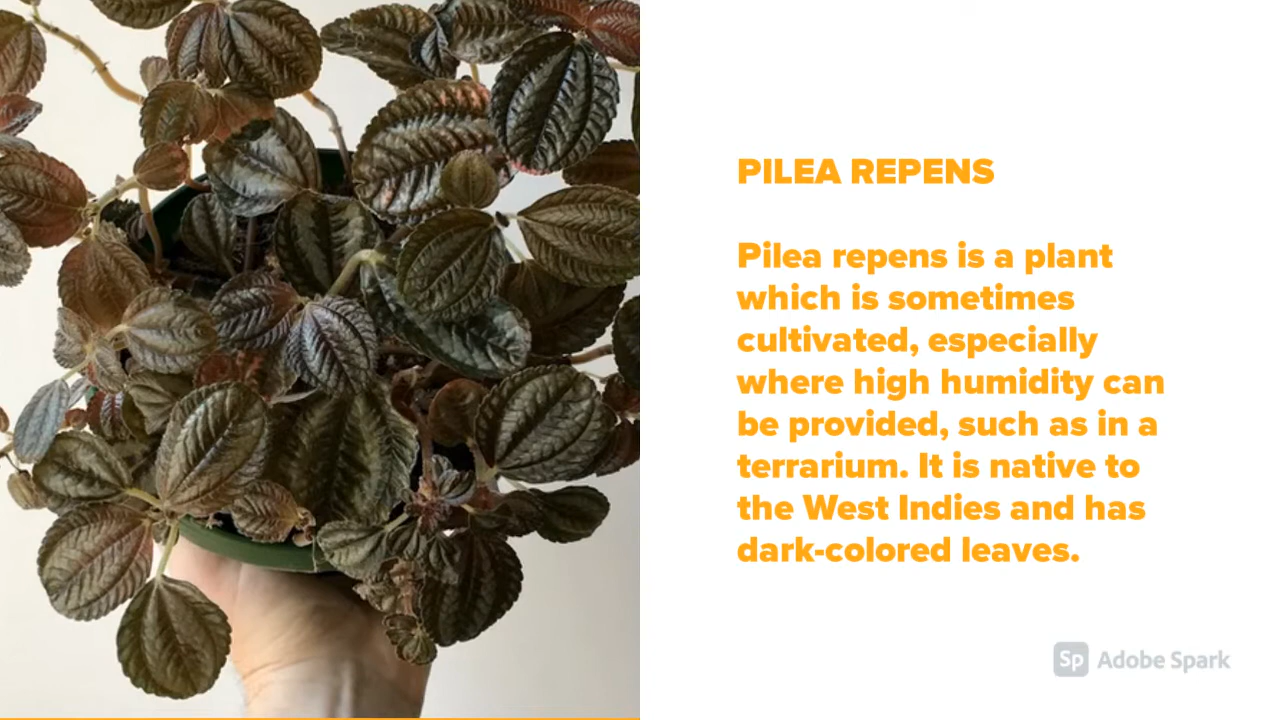 PILEA REPENS
Pilea repens is a plant
which is sometimes
cultivated, especially
where high humidity can
be provided, such as in a
terrarium. It is native to
the West Indies and has
dark-colored leaves.
Sp Adobe Spark